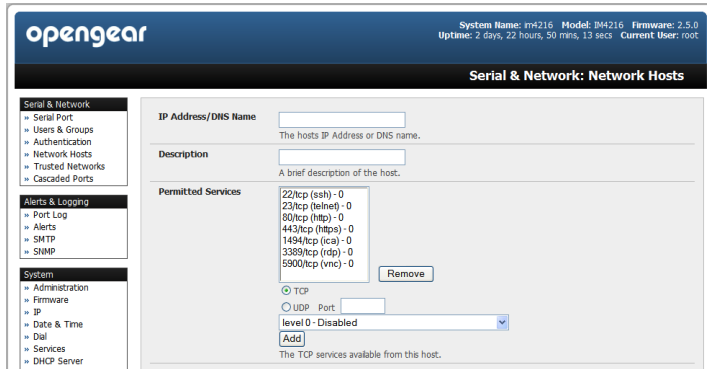 opengear
System Name: im4216 Model: IM4216 Firmware: 2.5.0
Uptime: 2 days, 22 hours, 50 mins, 13 secs Current User: root
Serial & Network: Network Hosts
Serial & Network
» Serial Port
» Users & Groups
» Authentication
» Network Hosts
» Trusted Networks
» Cascaded Ports
Alerts & Logging
» Port Log
» Alerts
» SMTP
» SNMP
System
» Administration
» Firmware
» IP
» Date & Time
» Dial
» Services
» DHCP Server
IP Address/DNS Name
The hosts IP Address or DNS name.
Description
A brief description of the host.
Permitted Services
22/tcp (ssh) - 0
23/tcp (telnet) - 0
80/tcp (http) - 0
443/tcp (https) - 0
1494/tcp (ica) - 0
3389/tcp (rdp) - 0
5900/tcp (vnc) - 0
Remove
TCP
UDP Port
level 0 - Disabled
Add
The TCP services available from this host.